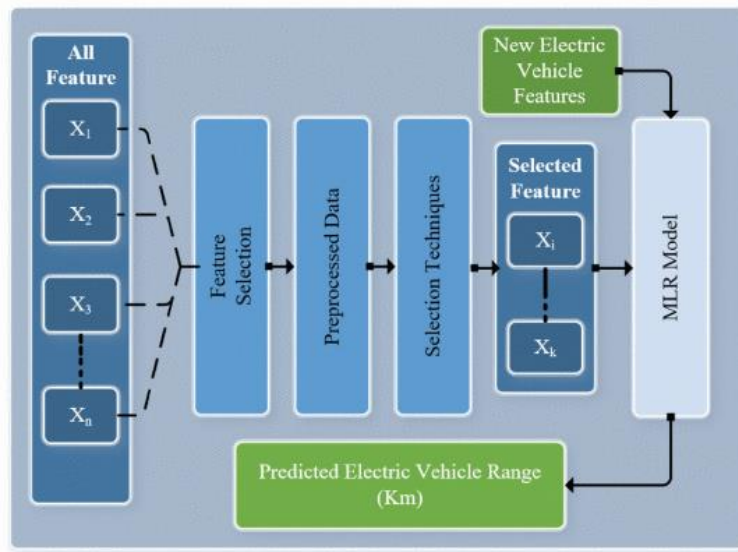 All
Feature
X₁
X₂
X₃
Xₙ
Feature
Selection
Preprocessed Data
Selection Techniques
Selected
Feature
Xᵢ
Xₖ
New Electric
Vehicle
Features
MLR Model
Predicted Electric Vehicle Range
(Km)